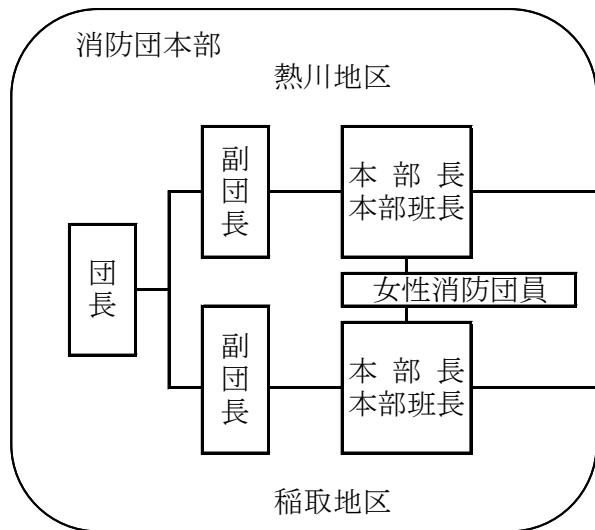 消防団本部
熱川地区
副団長
本部長
本部班長
団長
女性消防団員
副団長
本部長
本部班長
稲取地区